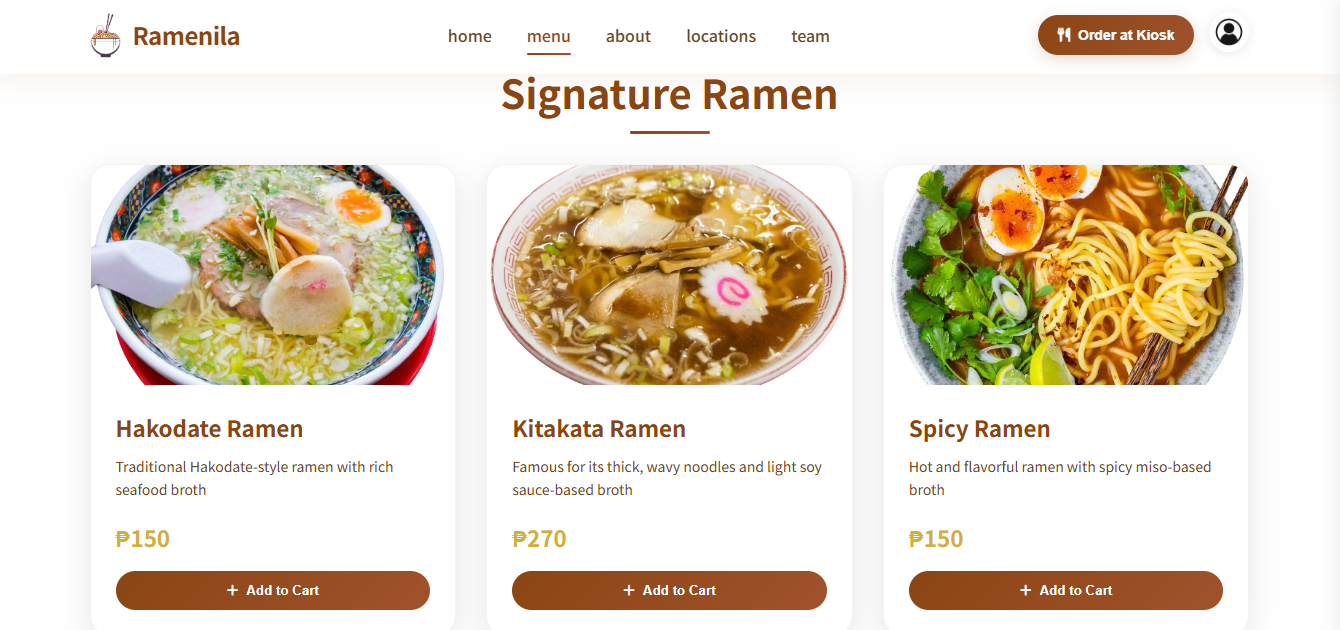 Ramenila
home
menu
about
locations
team
Order at Kiosk
Signature Ramen
Hakodate Ramen
Traditional Hakodate-style ramen with rich
seafood broth
₱150
+ Add to Cart
Kitakata Ramen
Famous for its thick, wavy noodles and light soy
sauce-based broth
₱270
+ Add to Cart
Spicy Ramen
Hot and flavorful ramen with spicy miso-based
broth
₱150
+ Add to Cart